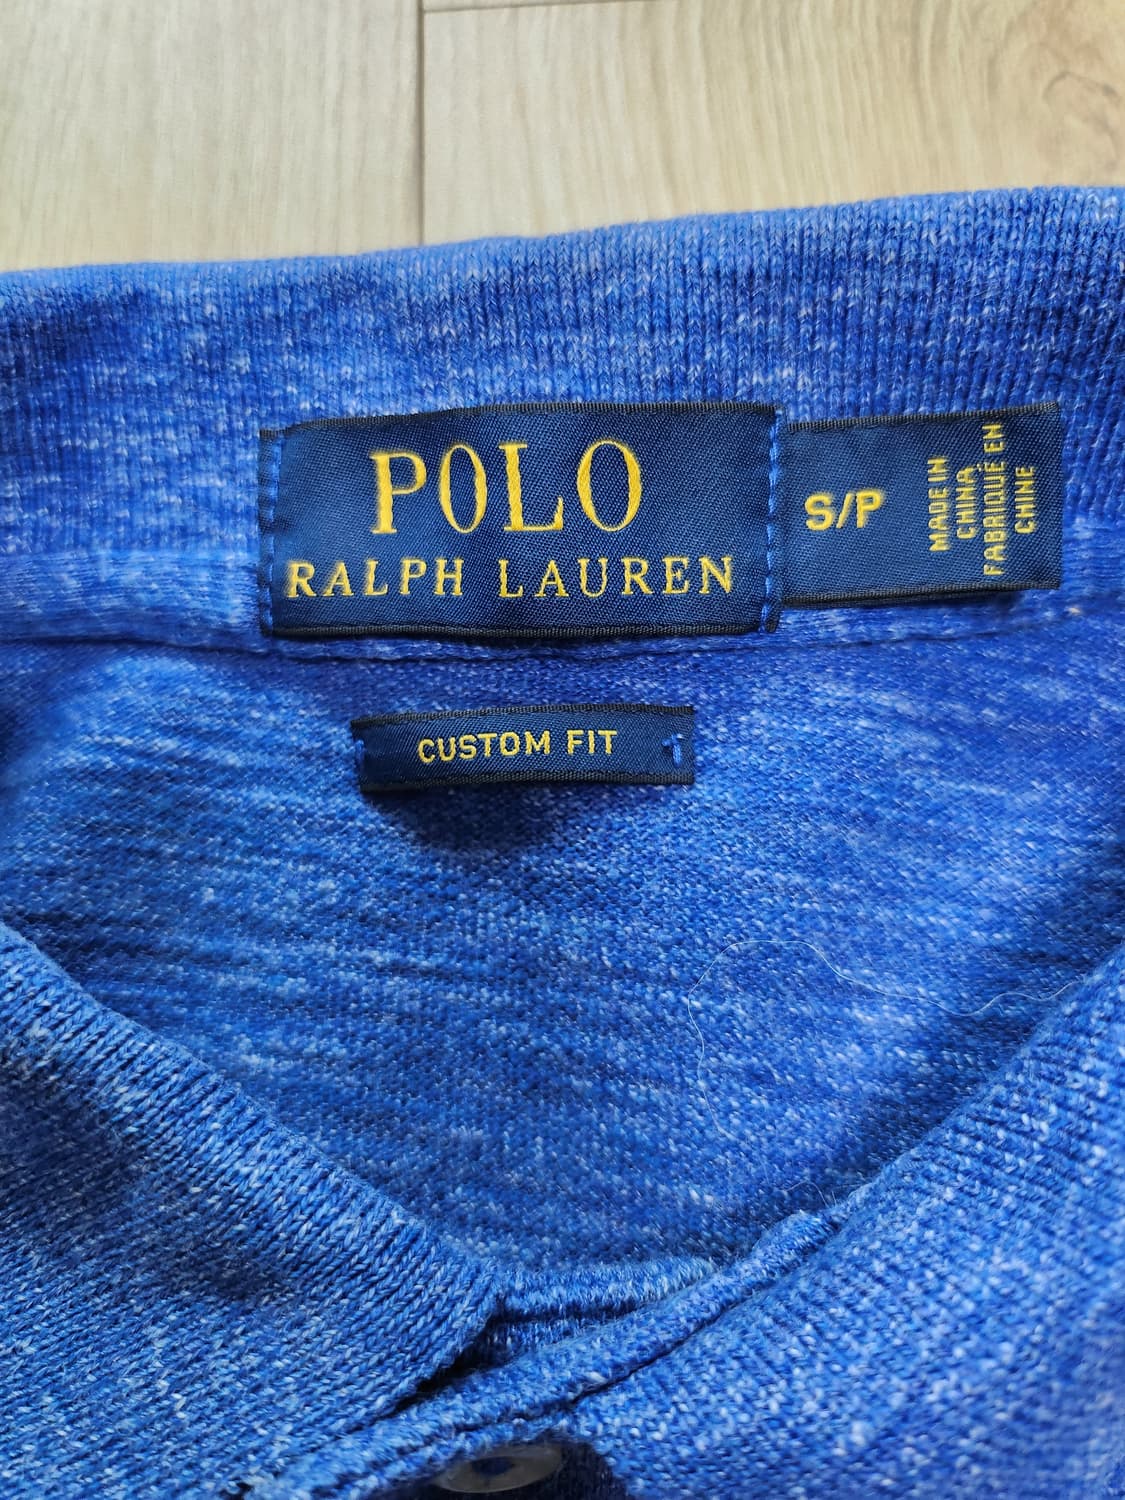 POLO
RALPH LAUREN
S/P
MADE IN
CHINA
FABRIQUÉ EN
CHINE
CUSTOM FIT